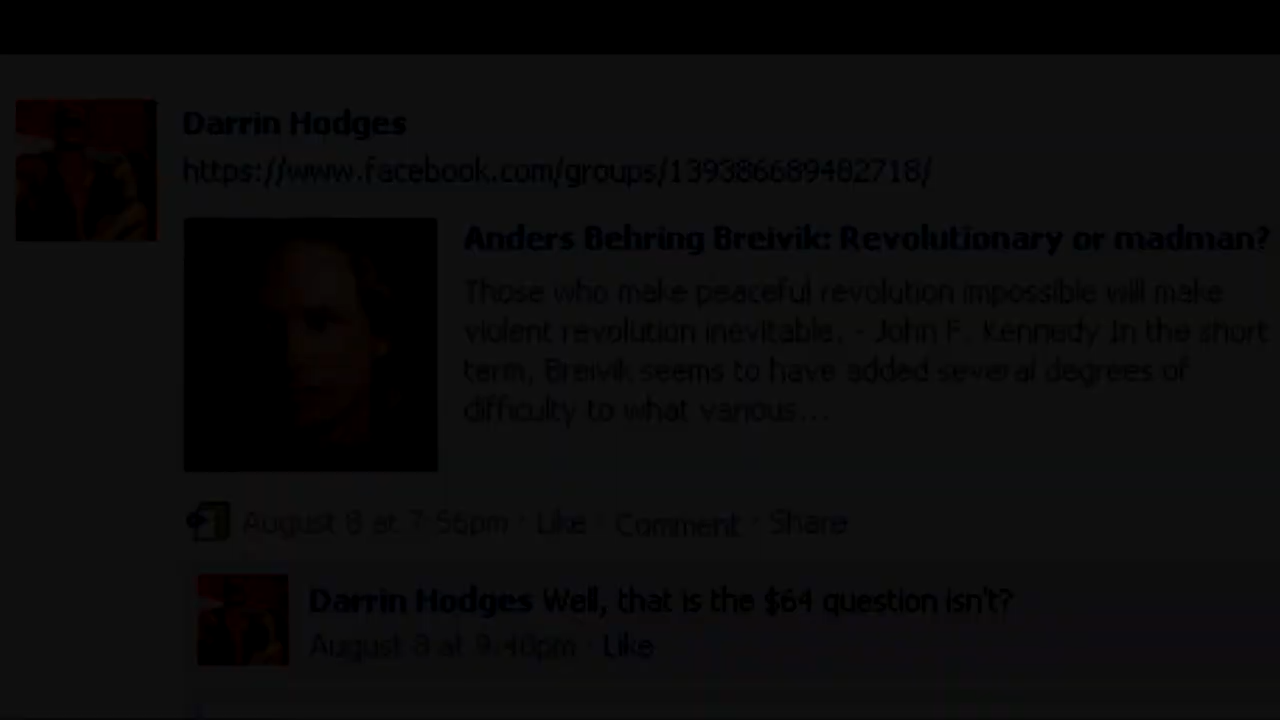 Darrin Hodges
https://www.facebook.com/groups/139386689482718/
Anders Behring Breivik: Revolutionary or madman?
Those who make peaceful revolution impossible will make
violent revolution inevitable. - John F. Kennedy In the short
term, Breivik seems to have added several degrees of
difficulty to what various...
August 8 at 7:56pm · Like · Comment · Share
Darrin Hodges Well, that is the $64 question isn't?
August 8 at 9:40pm · Like